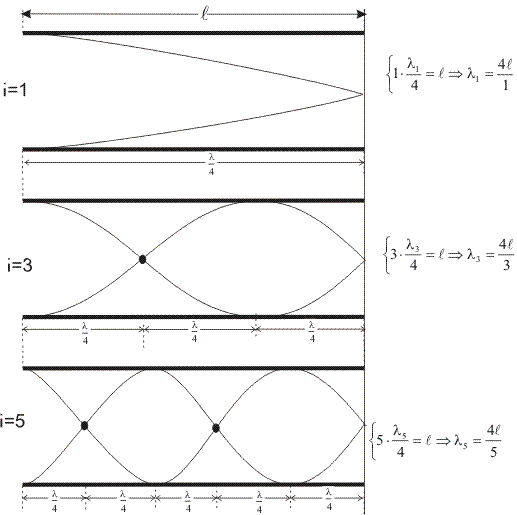 ℓ
i=1
{1·λ₁/4 = ℓ ⇒ λ₁ = 4ℓ/1
λ/4
i=3
{3·λ₃/4 = ℓ ⇒ λ₃ = 4ℓ/3
λ/4 λ/4 λ/4
i=5
{5·λ₅/4 = ℓ ⇒ λ₅ = 4ℓ/5
λ/4 λ/4 λ/4 λ/4 λ/4